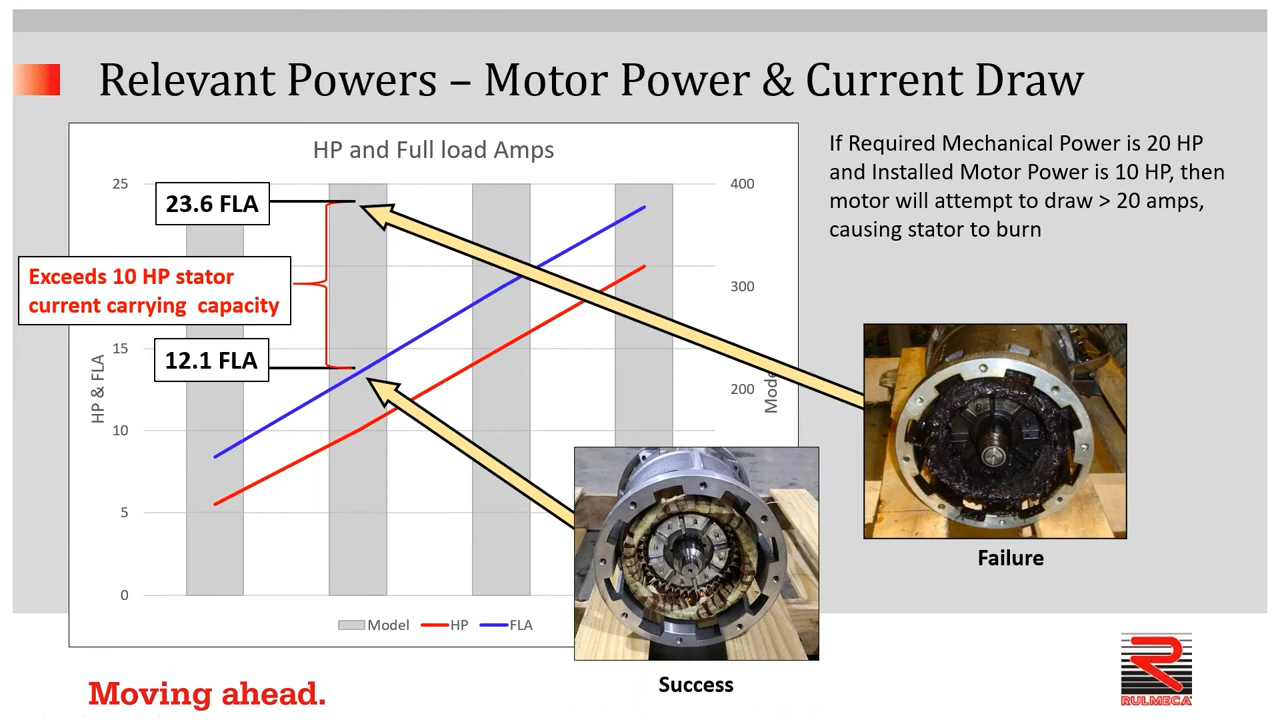 Relevant Powers – Motor Power & Current Draw
HP and Full load Amps
25
15
10
5
0
400
300
200
HP & FLA
23.6 FLA
Exceeds 10 HP stator
current carrying capacity
12.1 FLA
Model
HP
FLA
If Required Mechanical Power is 20 HP
and Installed Motor Power is 10 HP, then
motor will attempt to draw > 20 amps,
causing stator to burn
Failure
Success
Moving ahead.
RULMECA